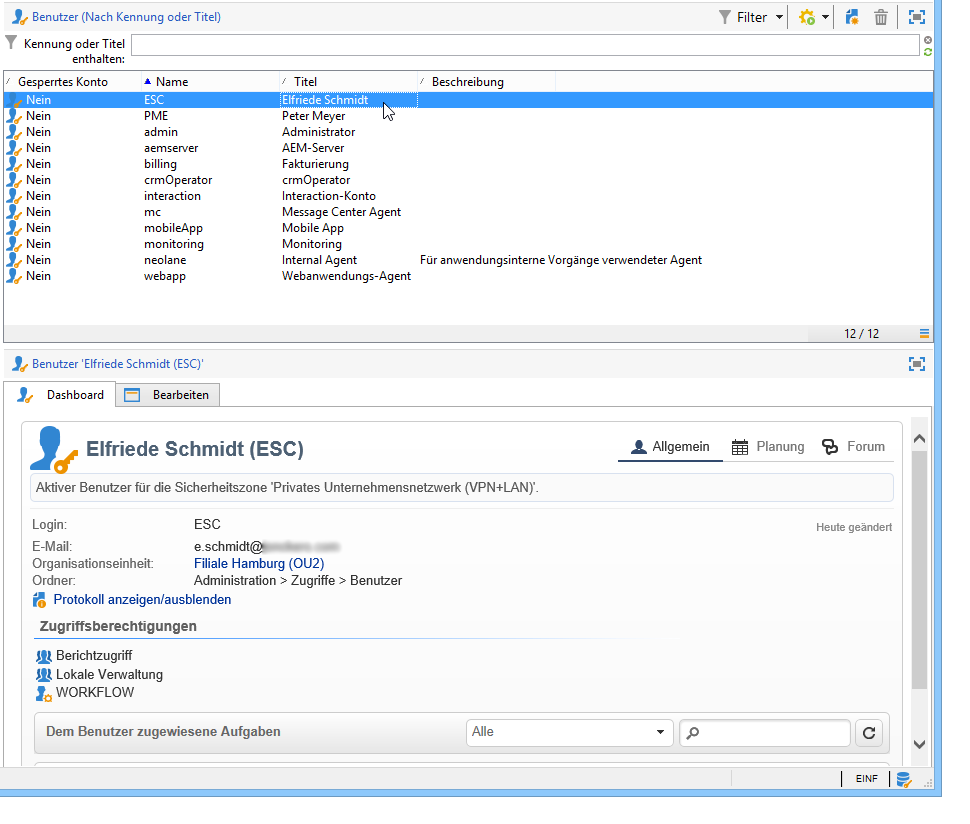 Benutzer (Nach Kennung oder Titel) Filter
Kennung oder Titel
enthalten:
Gesperrtes Konto Name Titel Beschreibung
Nein ESC Elfriede Schmidt
Nein PME Peter Meyer
Nein admin Administrator
Nein aemserver AEM-Server
Nein billing Fakturierung
Nein crmOperator crmOperator
Nein interaction Interaction-Konto
Nein mc Message Center Agent
Nein mobileApp Mobile App
Nein monitoring Monitoring
Nein neolane Internal Agent Für anwendungsinterne Vorgänge verwendeter Agent
Nein webapp Webanwendungs-Agent
12 / 12
Benutzer 'Elfriede Schmidt (ESC)'
Dashboard Bearbeiten
Elfriede Schmidt (ESC) Allgemein Planung Forum
Aktiver Benutzer für die Sicherheitszone 'Privates Unternehmensnetzwerk (VPN+LAN)'.
Login: ESC Heute geändert
E-Mail: e.schmidt@
Organisationseinheit: Filiale Hamburg (OU2)
Ordner: Administration > Zugriffe > Benutzer
Protokoll anzeigen/ausblenden
Zugriffsberechtigungen
Berichtzugriff
Lokale Verwaltung
WORKFLOW
Dem Benutzer zugewiesene Aufgaben Alle
EINF